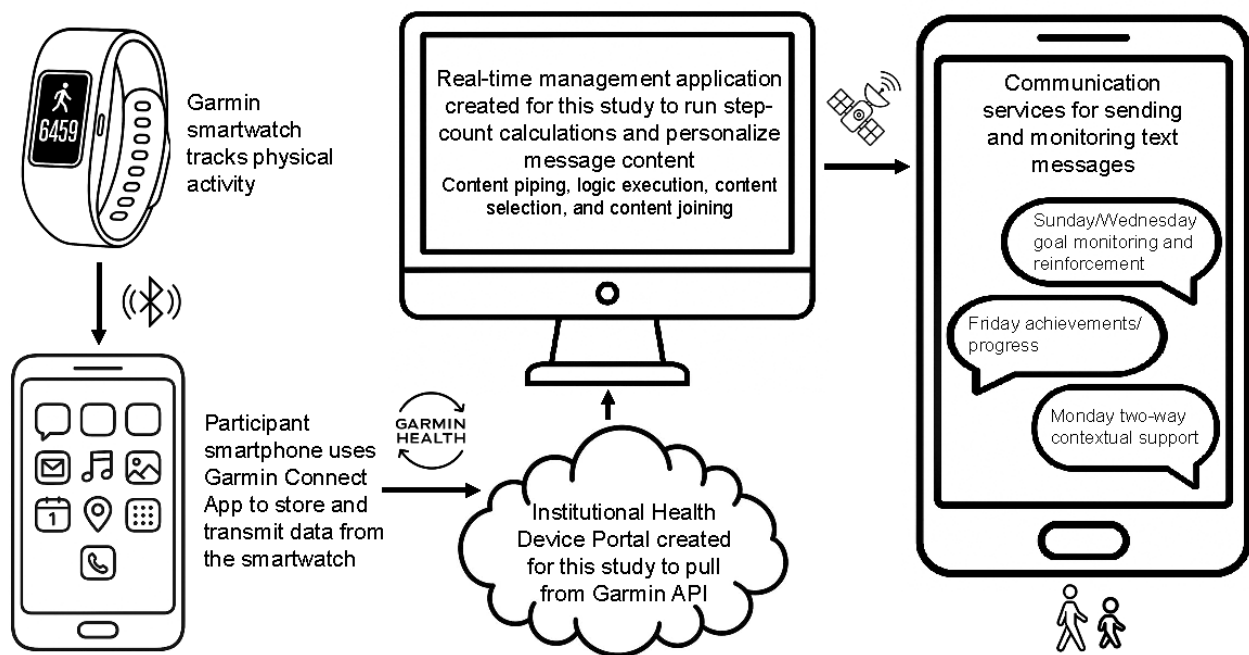 6459
Garmin
smartwatch
tracks physical
activity
1
Participant
smartphone uses
Garmin Connect
App to store and
transmit data from
the smartwatch
GARMIN
HEALTH
Institutional Health
Device Portal created
for this study to pull
from Garmin API
Real-time management application
created for this study to run step-
count calculations and personalize
message content
Content piping, logic execution, content
selection, and content joining
Communication
services for sending
and monitoring text
messages
Sunday/Wednesday
goal monitoring and
reinforcement
Friday achievements/
progress
Monday two-way
contextual support